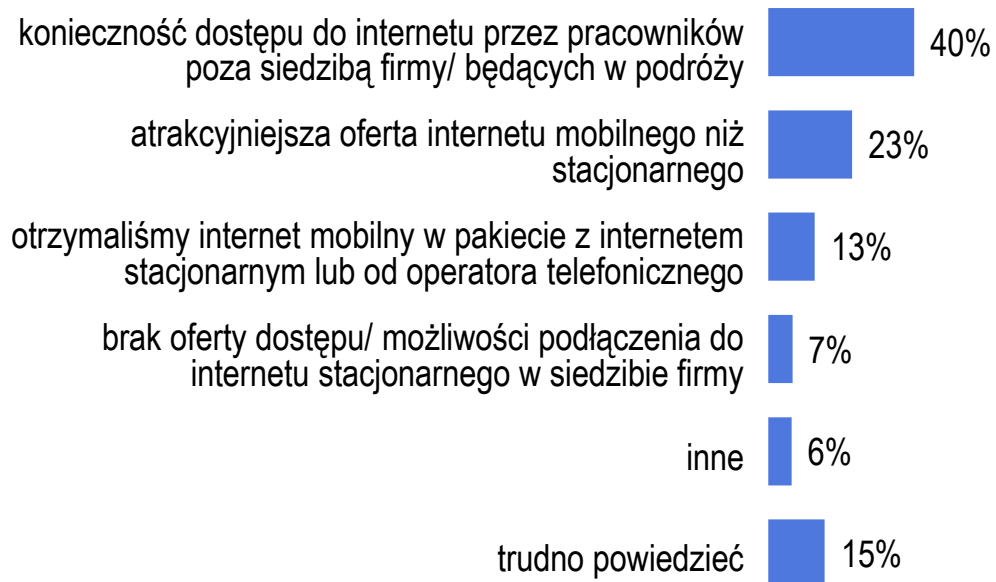 konieczność dostępu do internetu przez pracowników
poza siedzibą firmy/ będących w podróży
40%
atrakcyjniejsza oferta internetu mobilnego niż
stacjonarnego
23%
otrzymaliśmy internet mobilny w pakiecie z internetem
stacjonarnym lub od operatora telefonicznego
13%
brak oferty dostępu/ możliwości podłączenia do
internetu stacjonarnego w siedzibie firmy
7%
inne
6%
trudno powiedzieć
15%